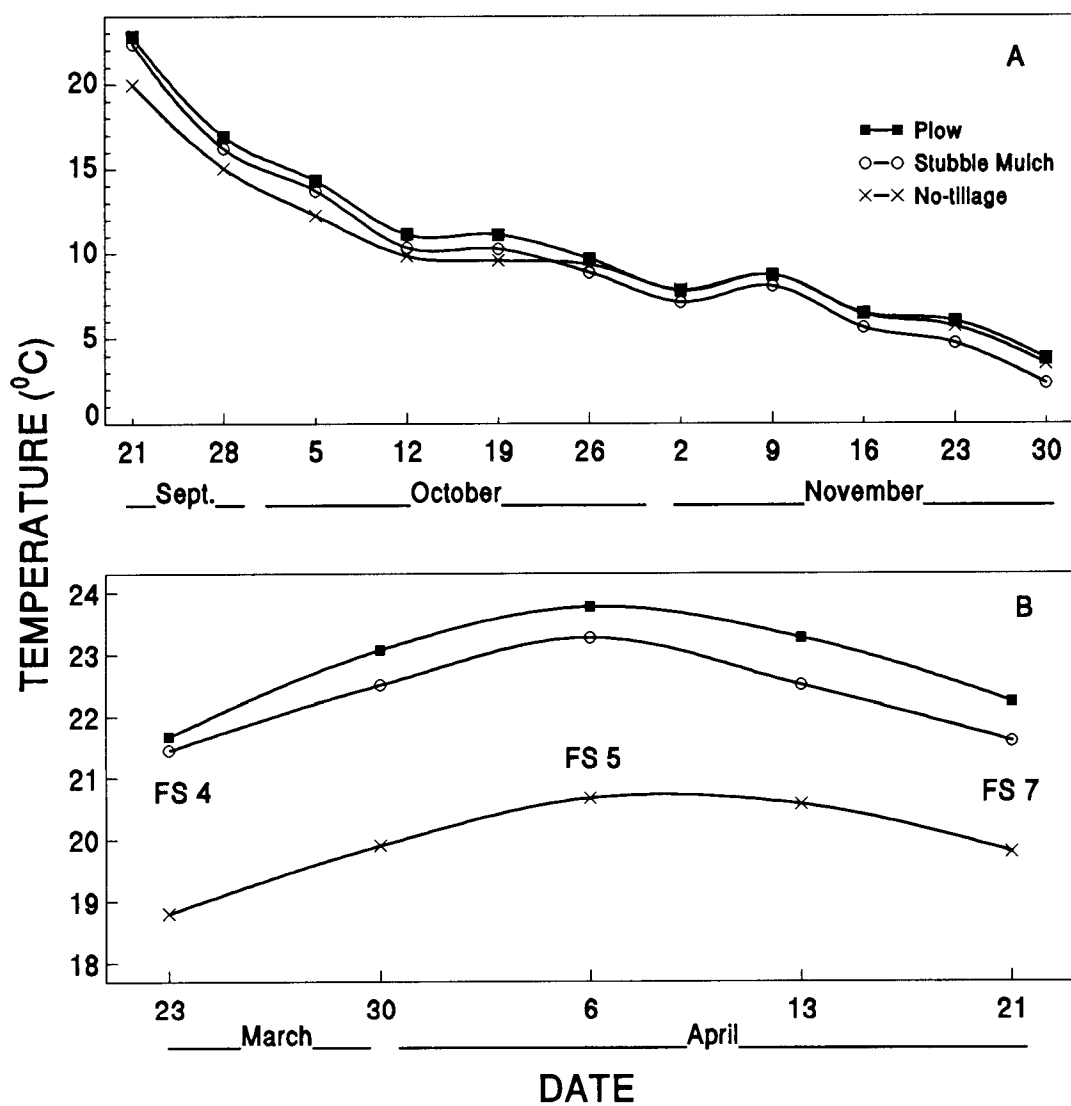 A
Plow
Stubble Mulch
No-tillage
20
15
10
5
0
21 28 5 12 19 26 2 9 16 23 30
Sept. October November
TEMPERATURE (⁰C)
B
24
23
22
21
20
19
18
FS 4
FS 5
FS 7
23 30 6 13 21
March April
DATE